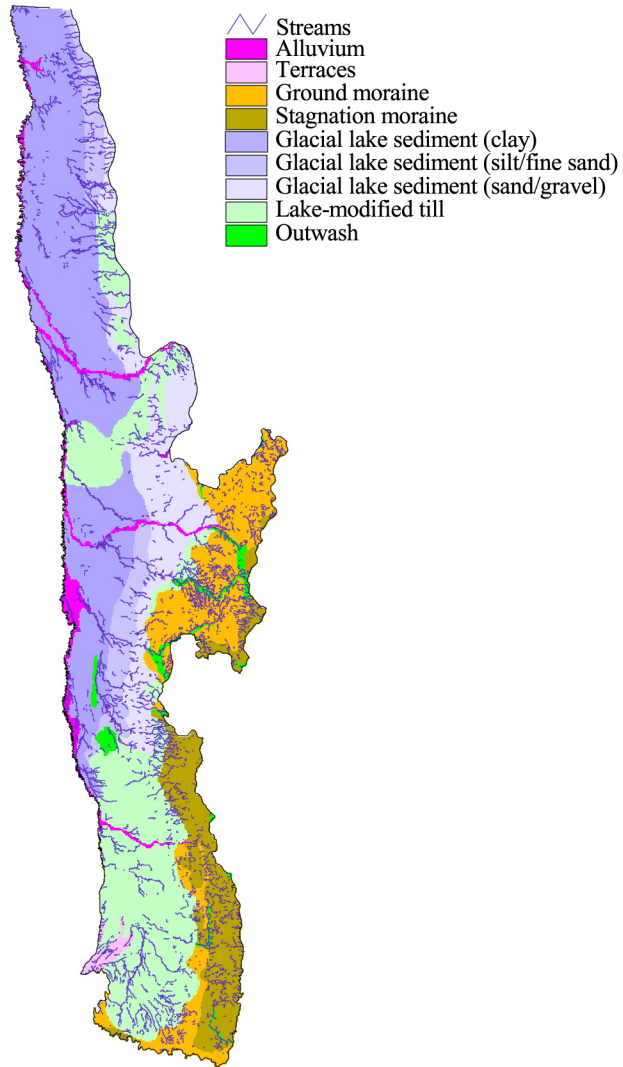 Streams
Alluvium
Terraces
Ground moraine
Stagnation moraine
Glacial lake sediment (clay)
Glacial lake sediment (silt/fine sand)
Glacial lake sediment (sand/gravel)
Lake-modified till
Outwash